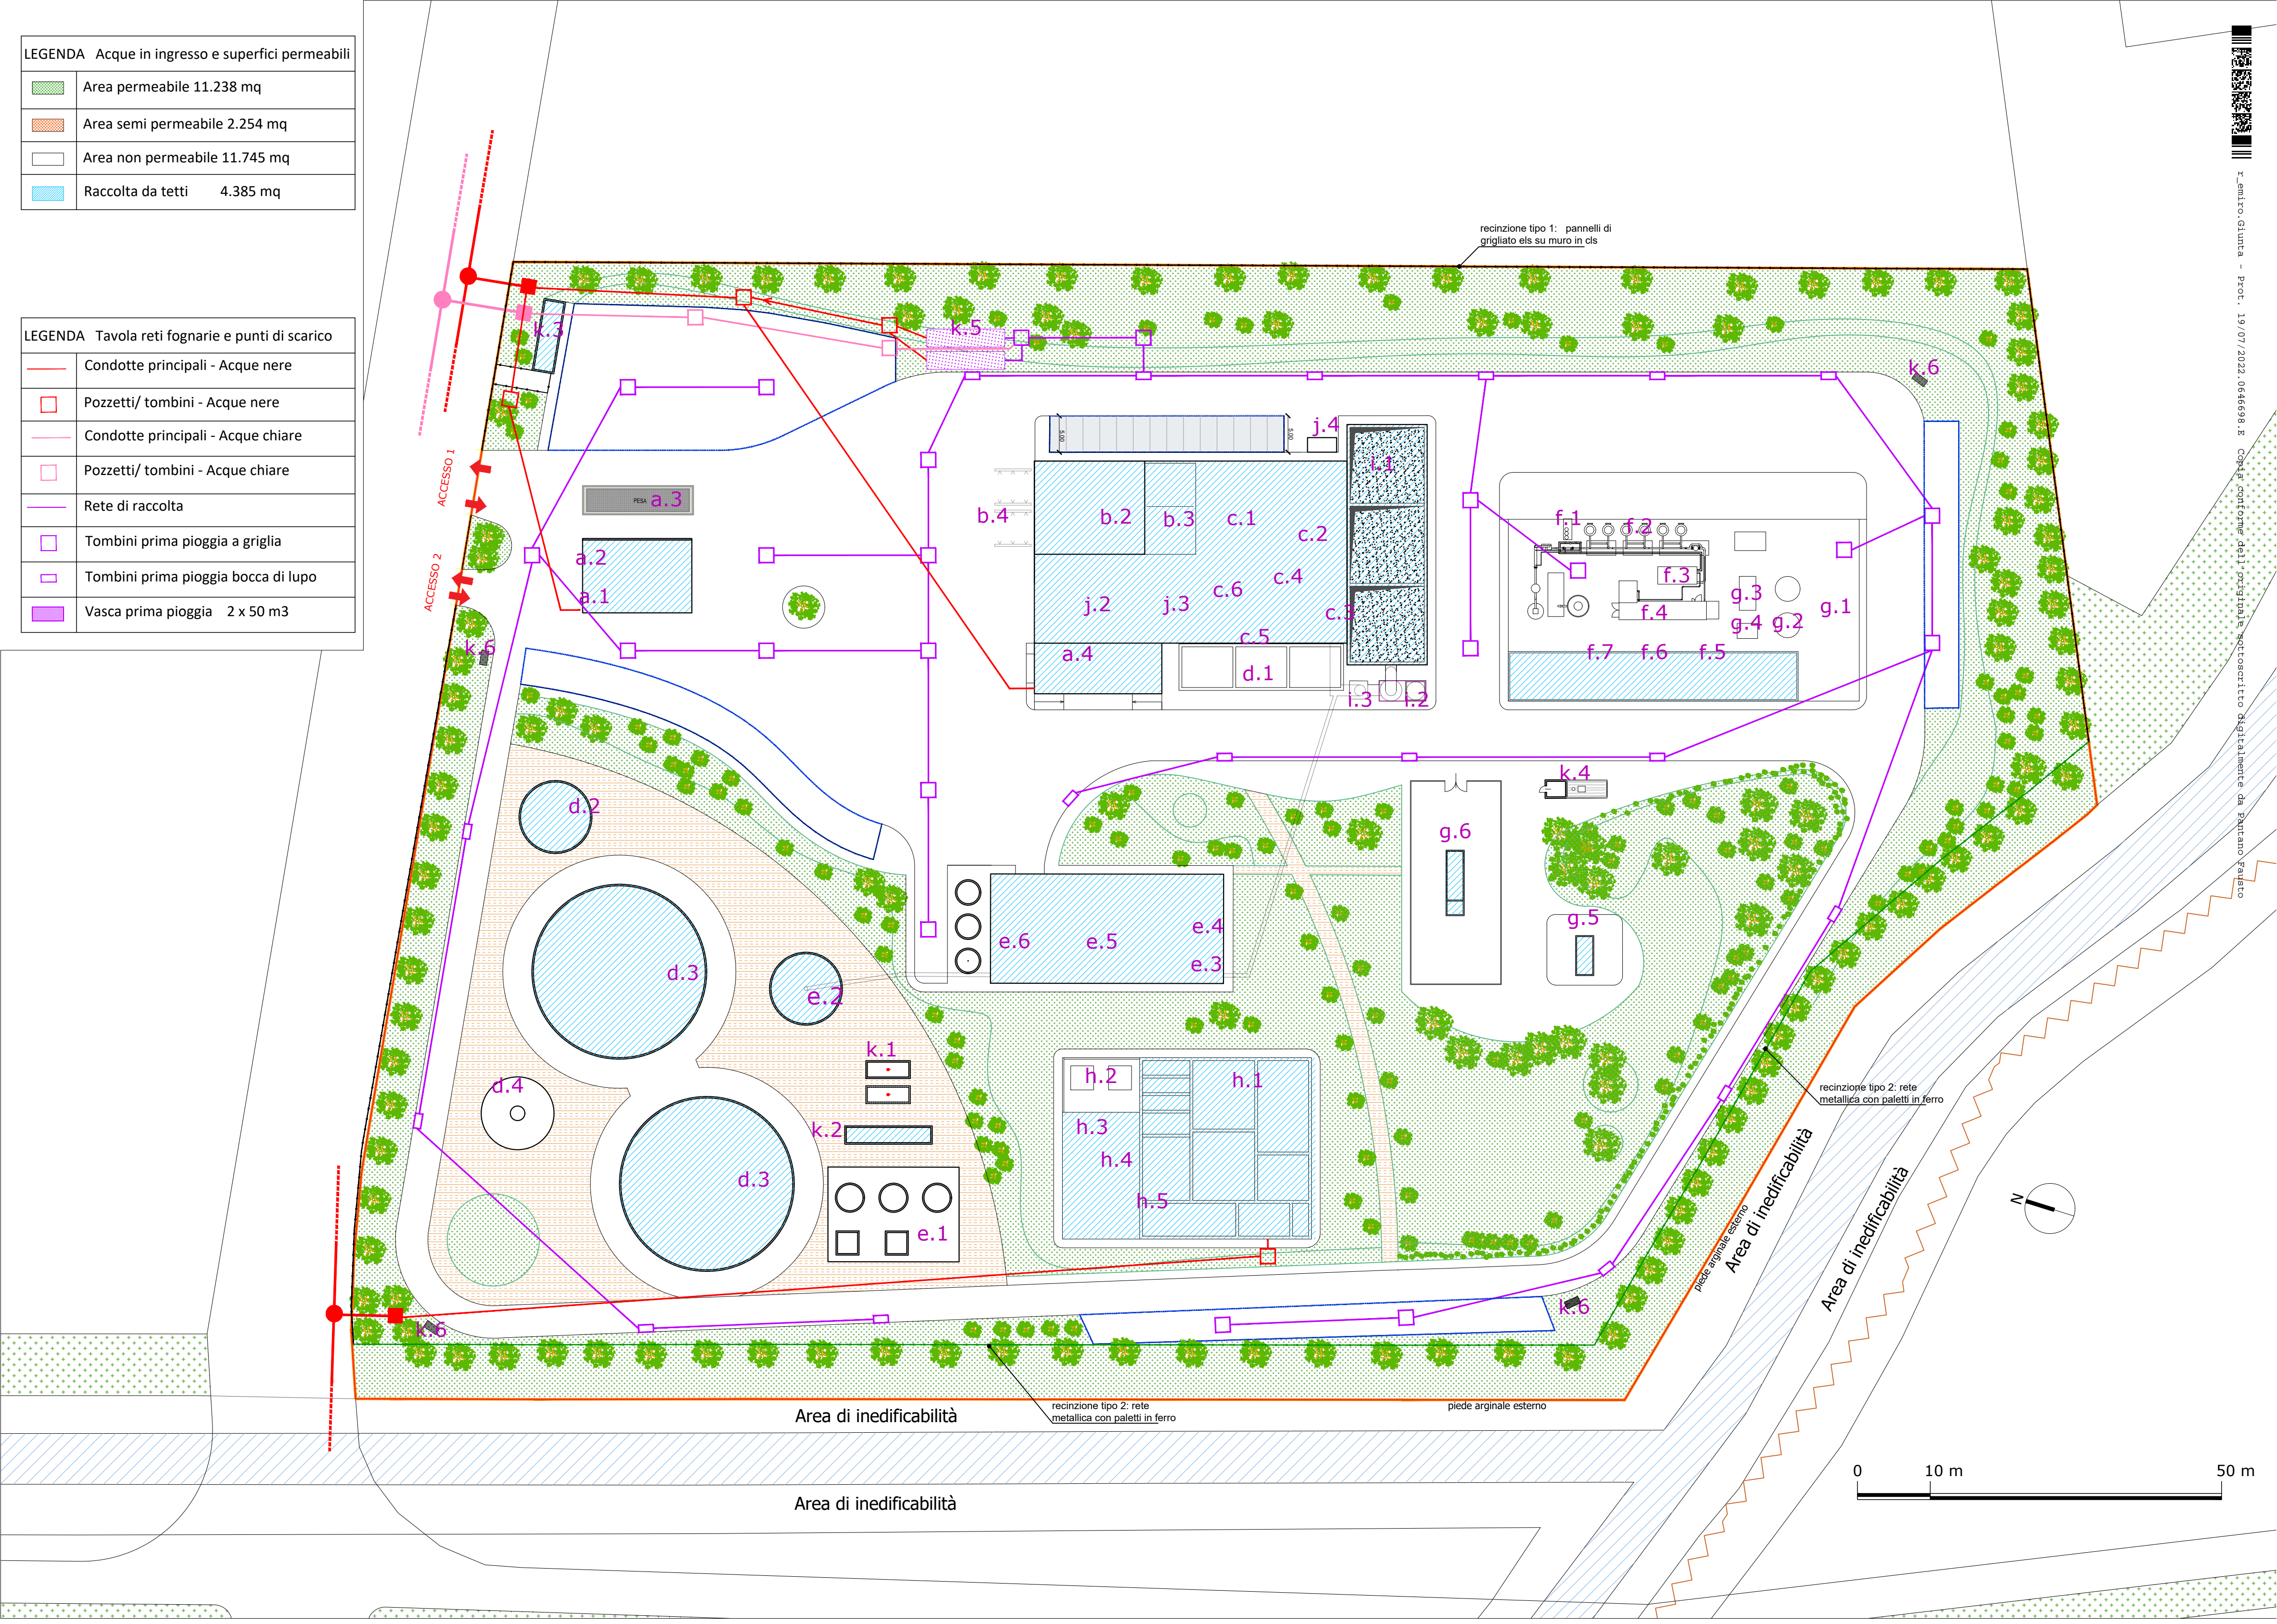 LEGENDA Acque in ingresso e superfici permeabili
Area permeabile 11.238 mq
Area semi permeabile 2.254 mq
Area non permeabile 11.745 mq
Raccolta da tetti 4.385 mq
LEGENDA Tavola reti fognarie e punti di scarico
Condotte principali - Acque nere
Pozzetti/ tombini - Acque nere
Condotte principali - Acque chiare
Pozzetti/ tombini - Acque chiare
Rete di raccolta
Tombini prima pioggia a griglia
Tombini prima pioggia bocca di lupo
Vasca prima pioggia 2 x 50 m3
r_emiro.Giunta - Prot. 19/07/2022.0646698.E Copia conforme dell'originale sottoscritto digitalmente da Pantano Fausto
recinzione tipo 1: pannelli di
grigliato els su muro in cls
k.3
k.5
k.6
ACCESSO 1
ACCESSO 2
PESA
a.3
a.2
a.1
k.6
5.00
5.00
j.4
i.1
b.4
b.2
b.3
c.1
c.2
c.4
c.6
c.3
j.2
j.3
c.5
a.4
d.1
i.3
i.2
f.1
f.2
f.3
f.4
g.3
g.4
g.2
g.1
f.7
f.6
f.5
k.4
g.6
g.5
d.2
d.3
e.2
e.6
e.5
e.4
e.3
k.1
d.4
k.2
d.3
e.1
h.2
h.1
h.3
h.4
h.5
k.6
k.6
recinzione tipo 2: rete
metallica con paletti in ferro
piede arginale esterno
Area di inedificabilità
Area di inedificabilità
N
recinzione tipo 2: rete
metallica con paletti in ferro
piede arginale esterno
Area di inedificabilità
Area di inedificabilità
0 10 m 50 m